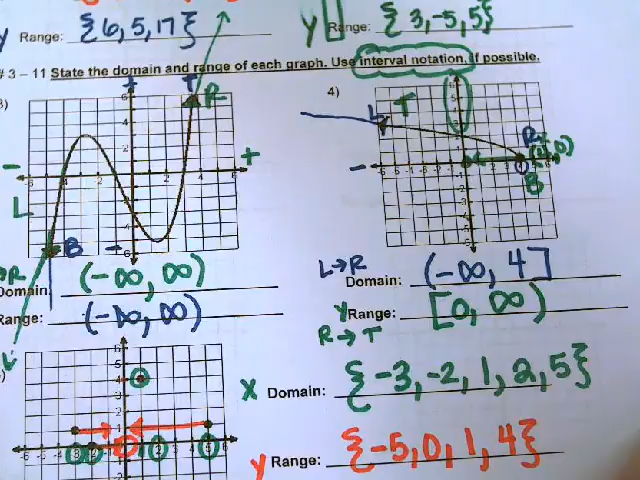 y Range: {6, 5, 17}
y Range: {3, -5, 5}
# 3 – 11 State the domain and range of each graph. Use interval notation, if possible.
3)
T
R
L
B
- +
Domain: (-∞, ∞)
Range: (-∞, ∞)
4)
L T
B
L→R
Domain: (-∞, 4]
y Range: [0, ∞)
R → T
x Domain: {-3, -2, 1, 2, 5}
y Range: {-5, 0, 1, 4}